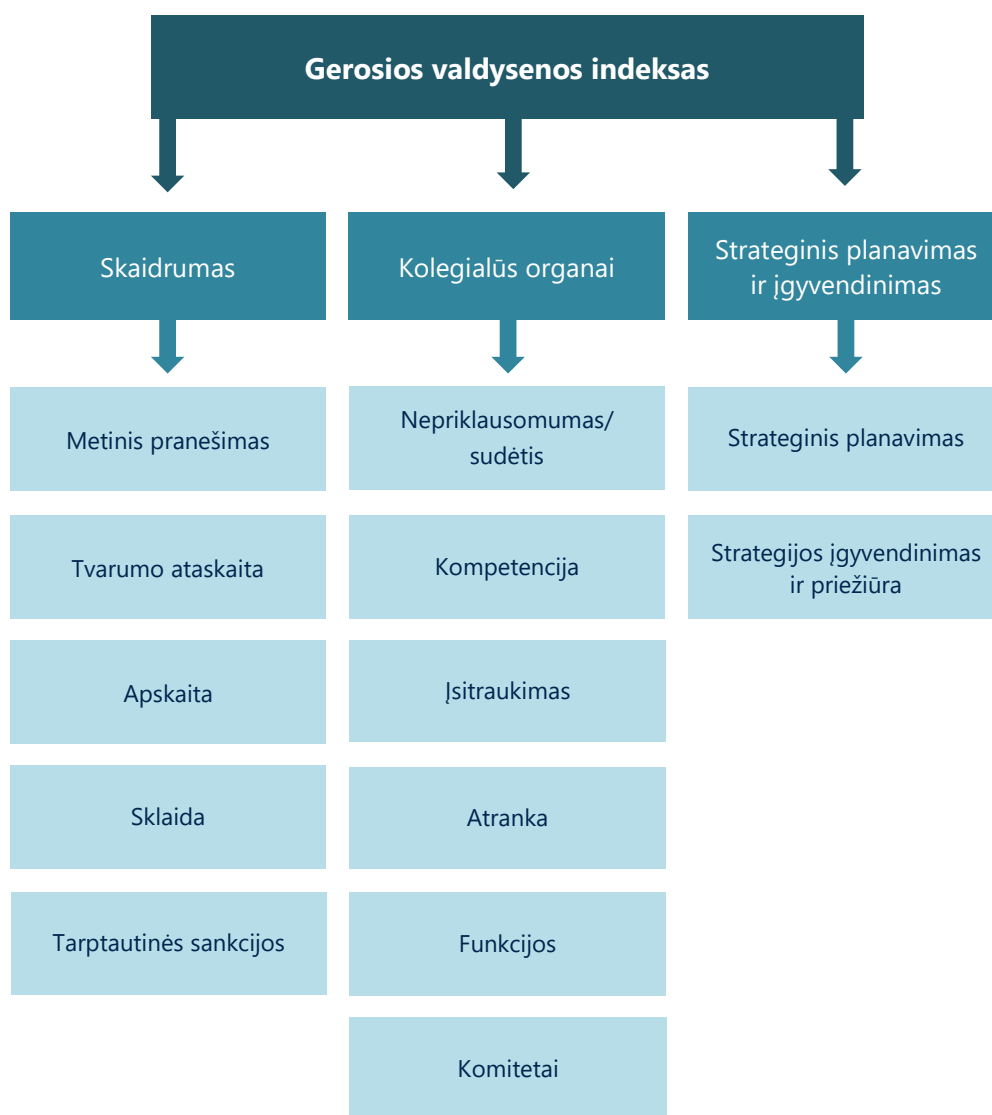 Gerosios valdysenos indeksas
Skaidrumas
Kolegialūs organai
Strateginis planavimas
ir įgyvendinimas
Metinis pranešimas
Tvarumo ataskaita
Apskaita
Sklaida
Tarptautinės sankcijos
Nepriklausomumas/
sudėtis
Kompetencija
Įsitraukimas
Atranka
Funkcijos
Komitetai
Strateginis planavimas
Strategijos įgyvendinimas
ir priežiūra